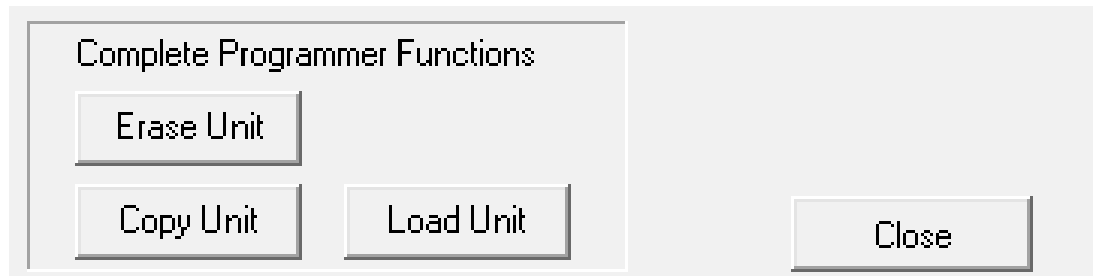 Complete Programmer Functions
Erase Unit
Copy Unit
Load Unit
Close